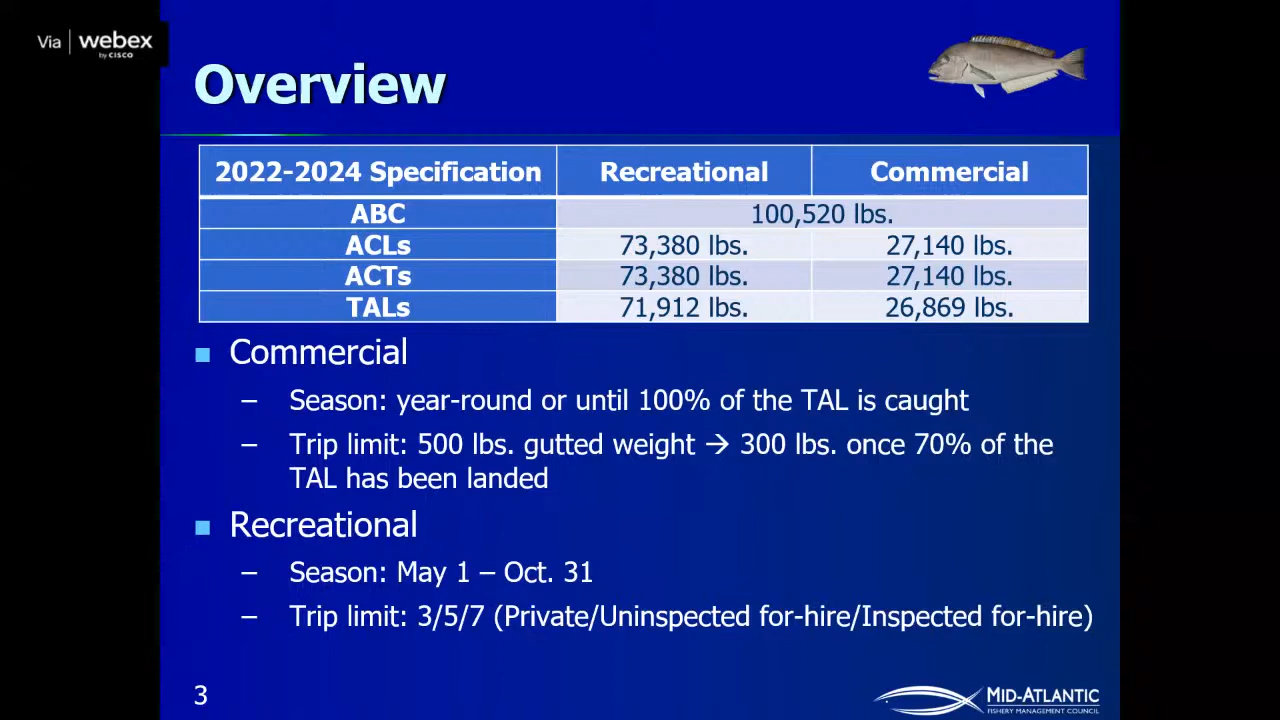 Via | webex
by CISCO
Overview
2022-2024 Specification Recreational Commercial
ABC 100,520 lbs.
ACLs 73,380 lbs. 27,140 lbs.
ACTs 73,380 lbs. 27,140 lbs.
TALs 71,912 lbs. 26,869 lbs.
■ Commercial
– Season: year-round or until 100% of the TAL is caught
– Trip limit: 500 lbs. gutted weight → 300 lbs. once 70% of the
TAL has been landed
■ Recreational
– Season: May 1 – Oct. 31
– Trip limit: 3/5/7 (Private/Uninspected for-hire/Inspected for-hire)
3
MID-ATLANTIC
FISHERY MANAGEMENT COUNCIL